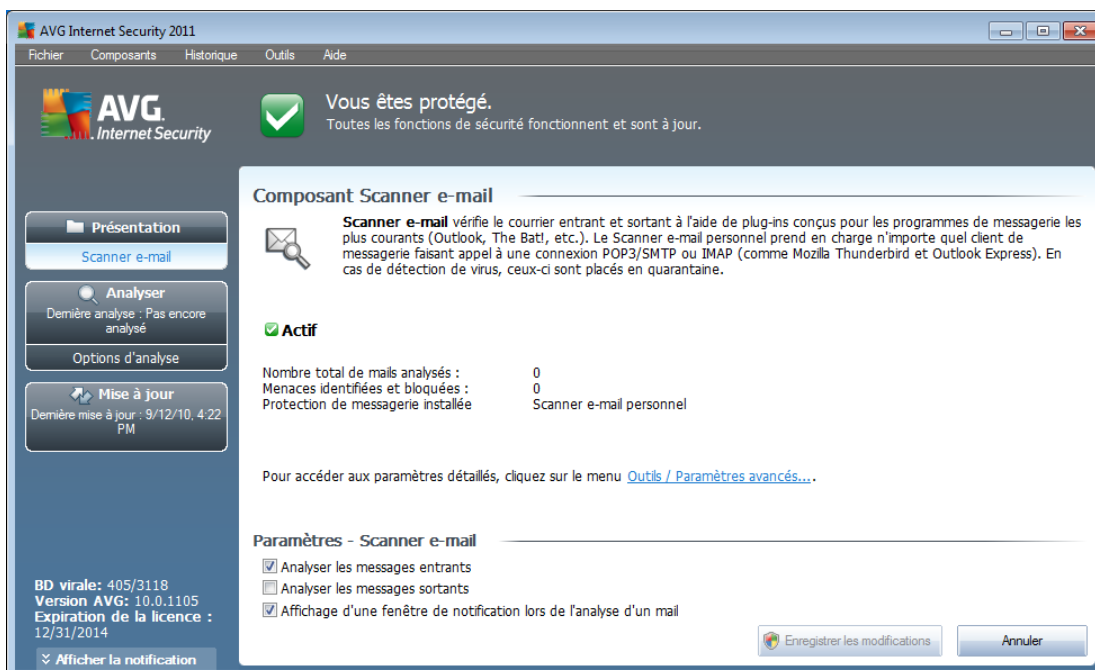 AVG Internet Security 2011
Fichier Composants Historique Outils Aide
AVG.
Internet Security
Vous êtes protégé.
Toutes les fonctions de sécurité fonctionnent et sont à jour.
Présentation
Scanner e-mail
Analyser
Dernière analyse : Pas encore
analysé
Options d'analyse
Mise à jour
Dernière mise à jour : 9/12/10, 4:22
PM
BD virale: 405/3118
Version AVG: 10.0.1105
Expiration de la licence :
12/31/2014
Afficher la notification
Composant Scanner e-mail
Scanner e-mail vérifie le courrier entrant et sortant à l'aide de plug-ins conçus pour les programmes de messagerie les
plus courants (Outlook, The Bat!, etc.). Le Scanner e-mail personnel prend en charge n'importe quel client de
messagerie faisant appel à une connexion POP3/SMTP ou IMAP (comme Mozilla Thunderbird et Outlook Express). En
cas de détection de virus, ceux-ci sont placés en quarantaine.
Actif
Nombre total de mails analysés : 0
Menaces identifiées et bloquées : 0
Protection de messagerie installée Scanner e-mail personnel
Pour accéder aux paramètres détaillés, cliquez sur le menu Outils / Paramètres avancés... .
Paramètres - Scanner e-mail
Analyser les messages entrants
Analyser les messages sortants
Affichage d'une fenêtre de notification lors de l'analyse d'un mail
Enregistrer les modifications Annuler